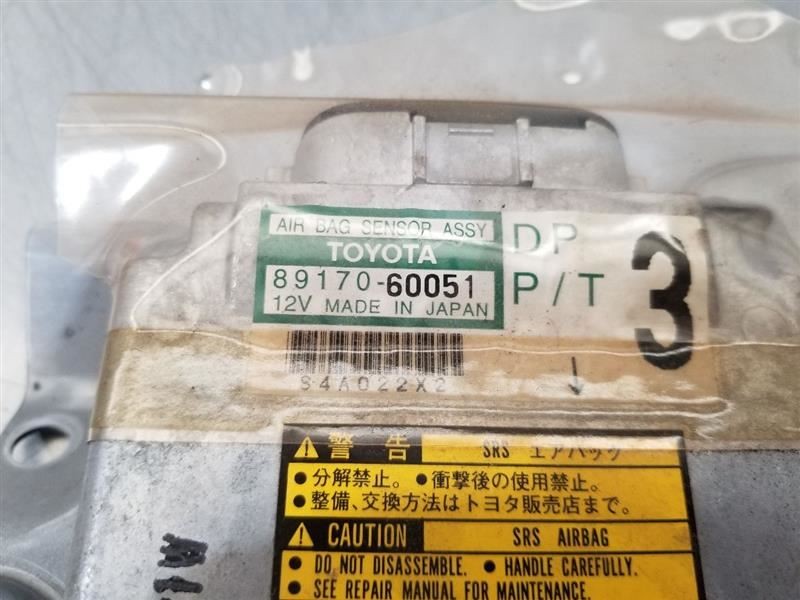 AIR BAG SENSOR ASSY
DP
TOYOTA
3
89170-60051
P/T
12V MADE IN JAPAN
S4A022X2
警告 SRS エアバッグ
● 分解禁止。 ● 衝撃後の使用禁止。
● 整備、交換方法はトヨタ販売店まで。
CAUTION SRS AIRBAG
● DO NOT DISASSEMBLE. ● HANDLE CAREFULLY.
● SEE REPAIR MANUAL FOR MAINTENANCE.